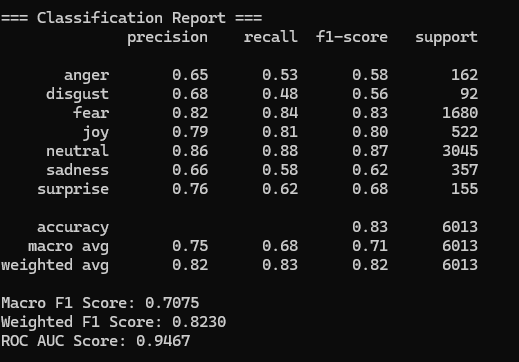 === Classification Report ===
precision recall f1-score support
anger 0.65 0.53 0.58 162
disgust 0.68 0.48 0.56 92
fear 0.82 0.84 0.83 1680
joy 0.79 0.81 0.80 522
neutral 0.86 0.88 0.87 3045
sadness 0.66 0.58 0.62 357
surprise 0.76 0.62 0.68 155
accuracy 0.83 6013
macro avg 0.75 0.68 0.71 6013
weighted avg 0.82 0.83 0.82 6013
Macro F1 Score: 0.7075
Weighted F1 Score: 0.8230
ROC AUC Score: 0.9467